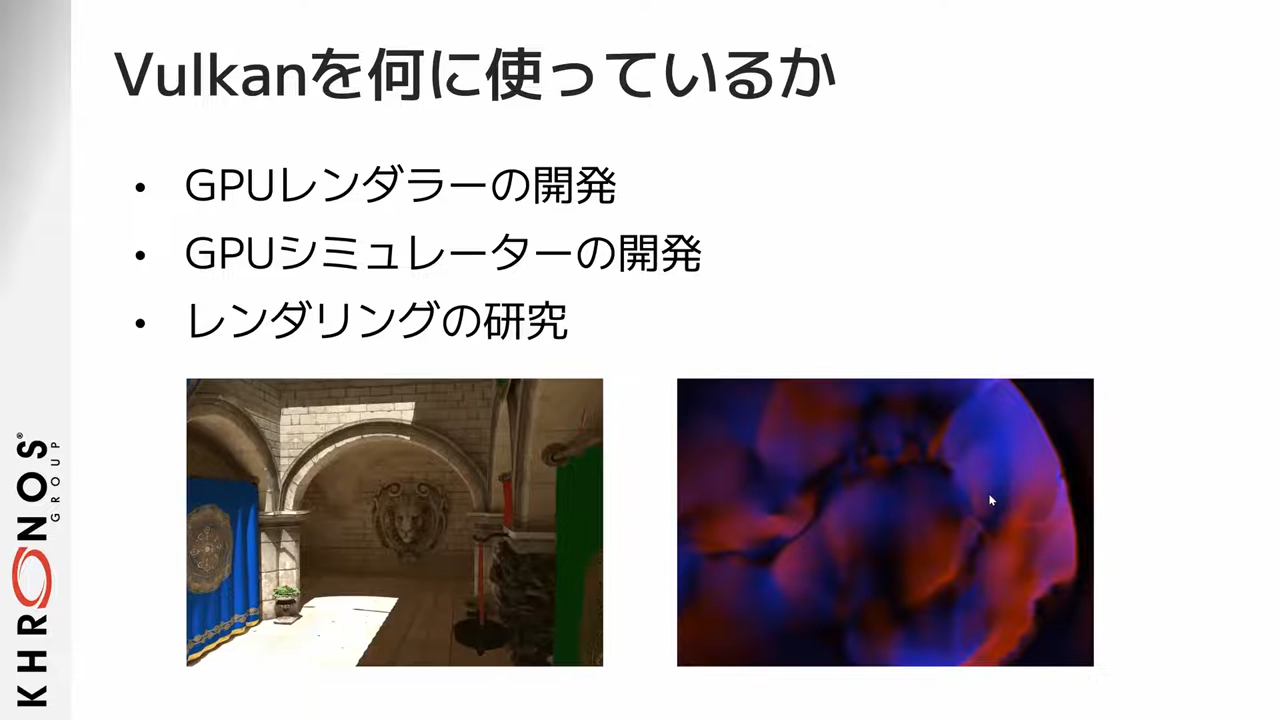 Vulkanを何に使っているか
• GPUレンダラーの開発
• GPUシミュレーターの開発
• レンダリングの研究
KHRONOS®
GROUP